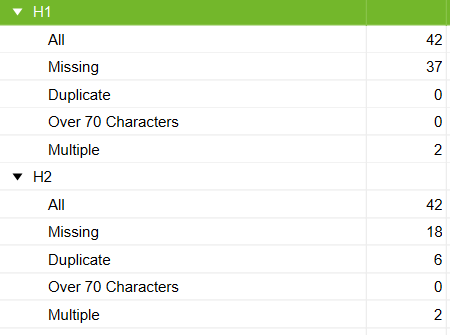 H1
All 42
Missing 37
Duplicate 0
Over 70 Characters 0
Multiple 2
H2
All 42
Missing 18
Duplicate 6
Over 70 Characters 0
Multiple 2